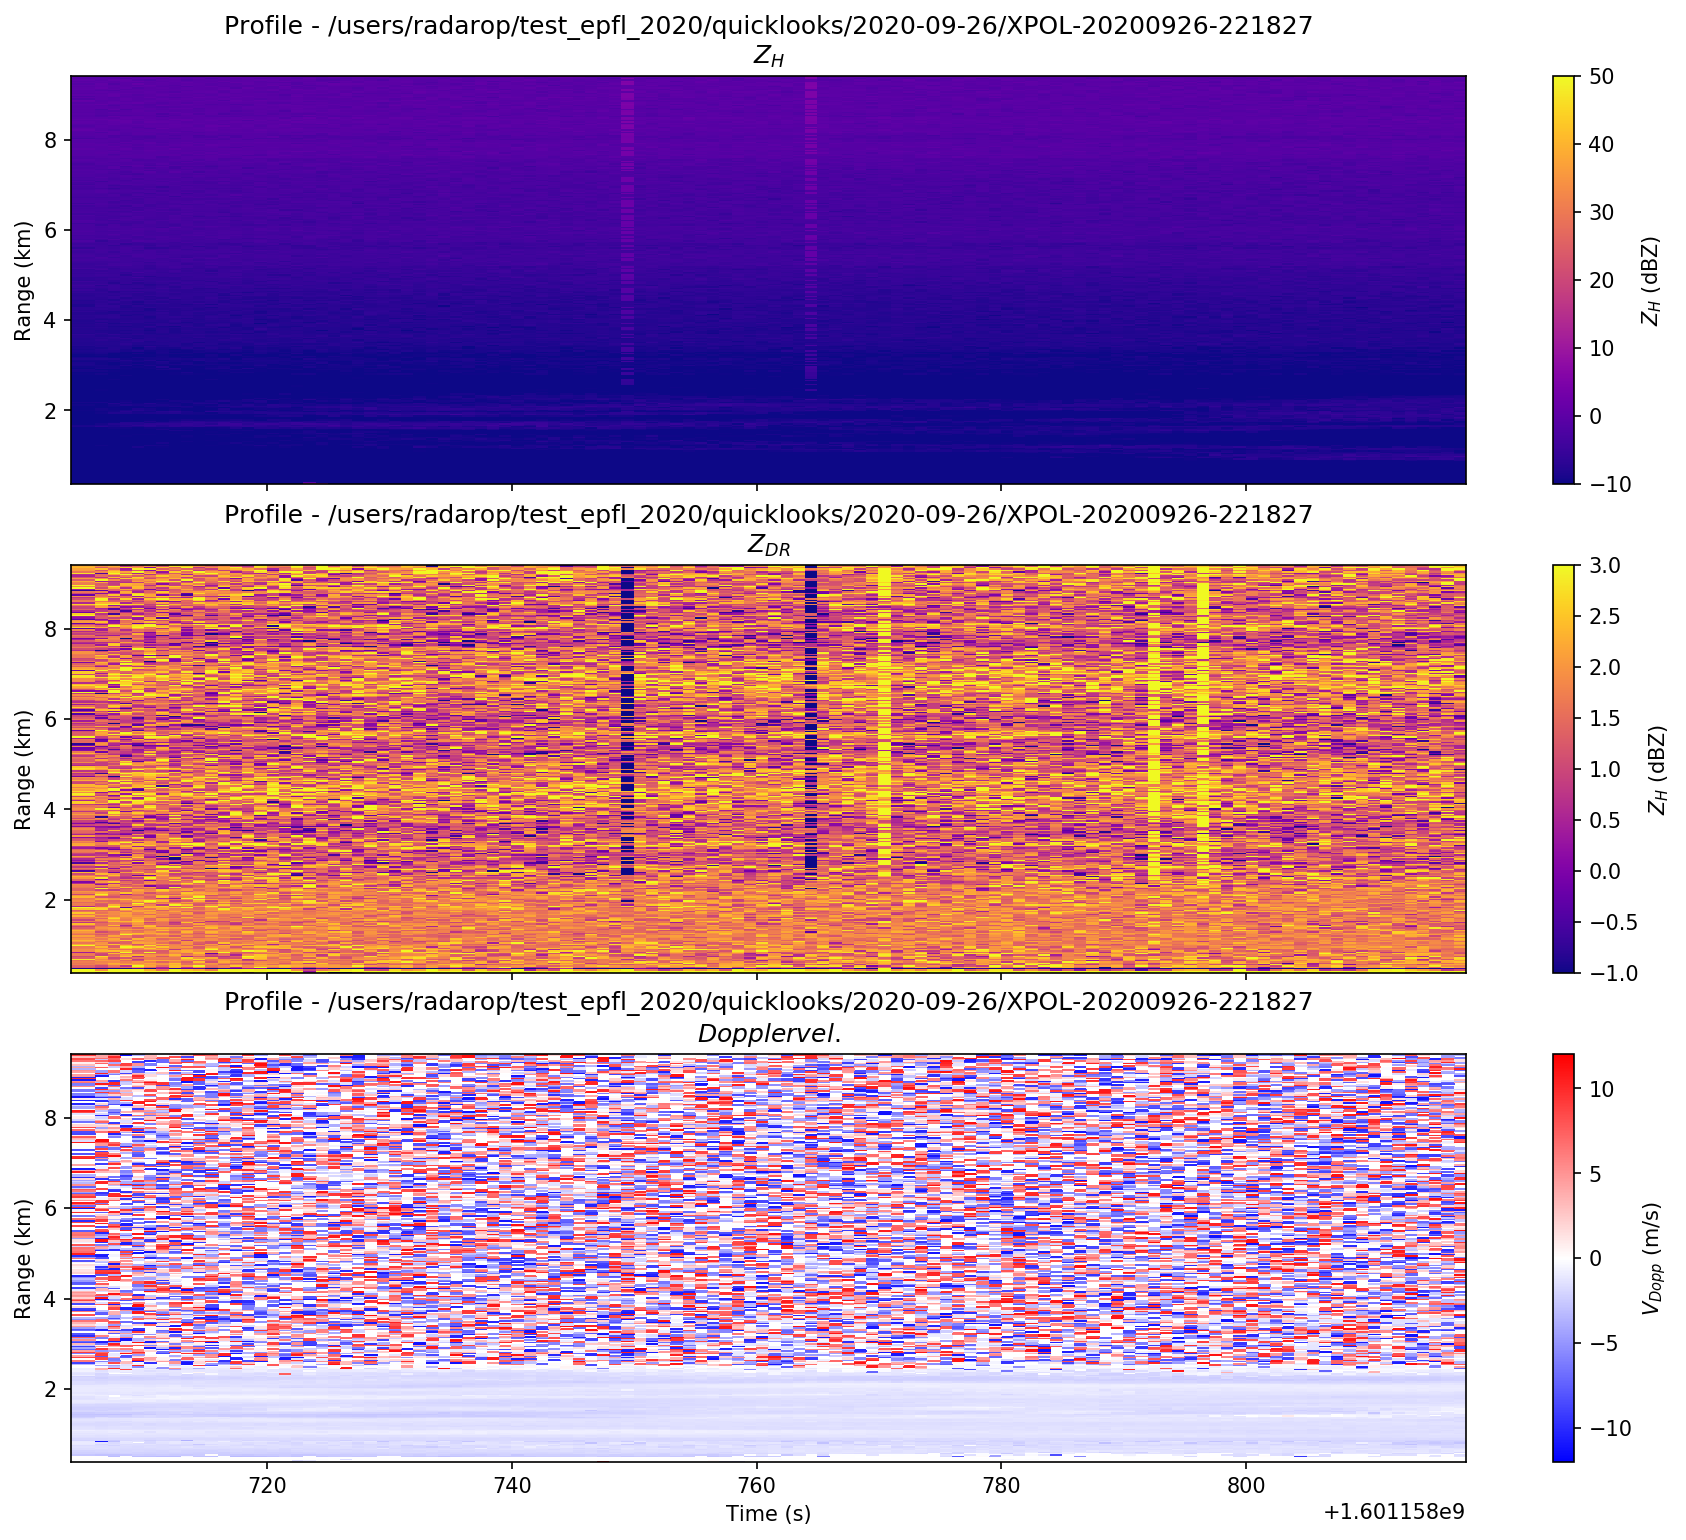 Profile - /users/radarop/test_epfl_2020/quicklooks/2020-09-26/XPOL-20200926-221827
Z_H
8
6
4
2
Range (km)
50
40
30
20
10
0
−10
Z_H (dBZ)
Profile - /users/radarop/test_epfl_2020/quicklooks/2020-09-26/XPOL-20200926-221827
Z_DR
8
6
4
2
Range (km)
3.0
2.5
2.0
1.5
1.0
0.5
0.0
−0.5
−1.0
Z_H (dBZ)
Profile - /users/radarop/test_epfl_2020/quicklooks/2020-09-26/XPOL-20200926-221827
Dopplervel.
8
6
4
2
Range (km)
10
5
0
−5
−10
V_Dopp (m/s)
720 740 760 780 800
Time (s)
+1.601158e9